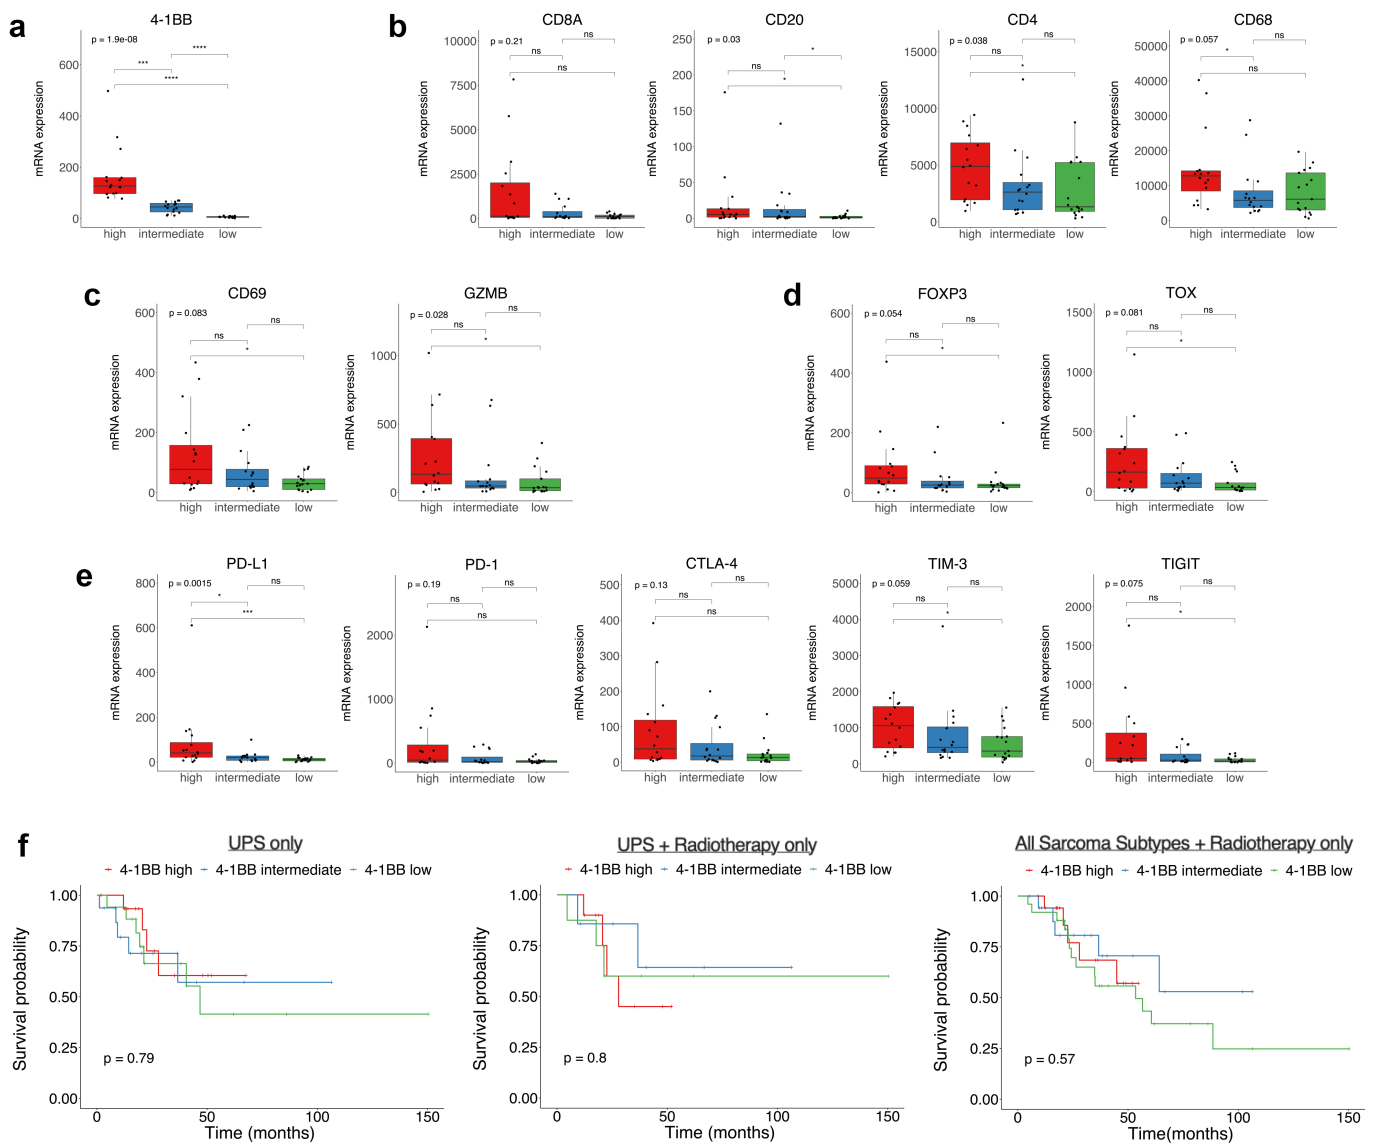 a
4-1BB
p = 1.9e-08
****
***
****
mRNA expression
600
400
200
0
high intermediate low
b
CD8A
p = 0.21
ns
ns
ns
mRNA expression
10000
7500
5000
2500
0
high intermediate low
CD20
p = 0.03
*
ns
*
mRNA expression
250
200
150
100
50
0
high intermediate low
CD4
p = 0.038
ns
ns
*
mRNA expression
15000
10000
5000
0
high intermediate low
CD68
p = 0.057
ns
*
ns
mRNA expression
50000
40000
30000
20000
10000
0
high intermediate low
c
CD69
p = 0.083
ns
ns
*
mRNA expression
600
400
200
0
high intermediate low
GZMB
p = 0.028
ns
ns
*
mRNA expression
1000
500
0
high intermediate low
d
FOXP3
p = 0.054
ns
ns
*
mRNA expression
600
400
200
0
high intermediate low
TOX
p = 0.081
ns
ns
*
mRNA expression
1500
1000
500
0
high intermediate low
e
PD-L1
p = 0.0015
ns
*
***
mRNA expression
800
600
400
200
0
high intermediate low
PD-1
p = 0.19
ns
ns
ns
mRNA expression
2000
1000
0
high intermediate low
CTLA-4
p = 0.13
ns
ns
ns
mRNA expression
500
400
300
200
100
0
high intermediate low
TIM-3
p = 0.059
ns
ns
*
mRNA expression
5000
4000
3000
2000
1000
0
high intermediate low
TIGIT
p = 0.075
ns
ns
*
mRNA expression
2000
1500
1000
500
0
high intermediate low
f
UPS only
4-1BB high 4-1BB intermediate 4-1BB low
Survival probability
1.00
0.75
0.50
0.25
0.00
p = 0.79
0 50 100 150
Time (months)
UPS + Radiotherapy only
4-1BB high 4-1BB intermediate 4-1BB low
Survival probability
1.00
0.75
0.50
0.25
0.00
p = 0.8
0 50 100 150
Time (months)
All Sarcoma Subtypes + Radiotherapy only
4-1BB high 4-1BB intermediate 4-1BB low
Survival probability
1.00
0.75
0.50
0.25
0.00
p = 0.57
0 50 100 150
Time(months)